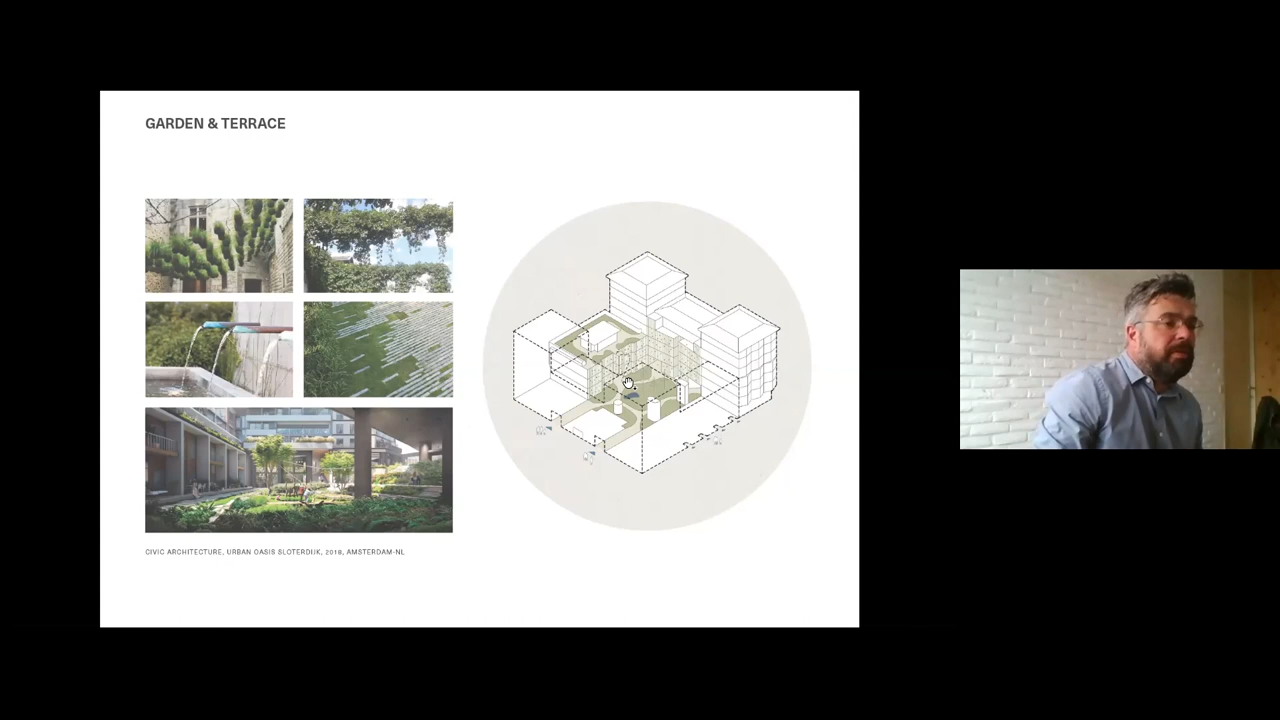 GARDEN & TERRACE
CIVIC ARCHITECTURE, URBAN OASIS SLOTERDIJK, 2018, AMSTERDAM-NL